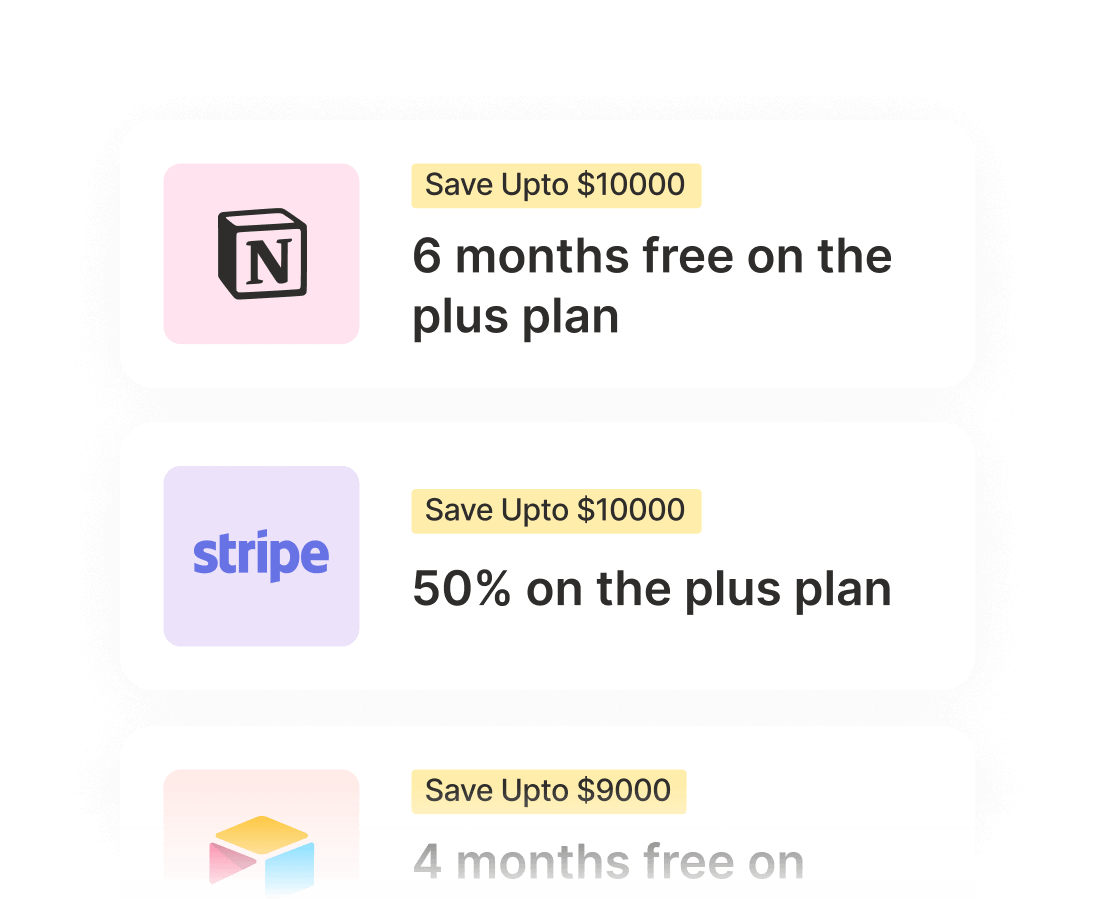 Save Upto $10000
N
6 months free on the
plus plan
Save Upto $10000
stripe
50% on the plus plan
Save Upto $9000
4 months free on